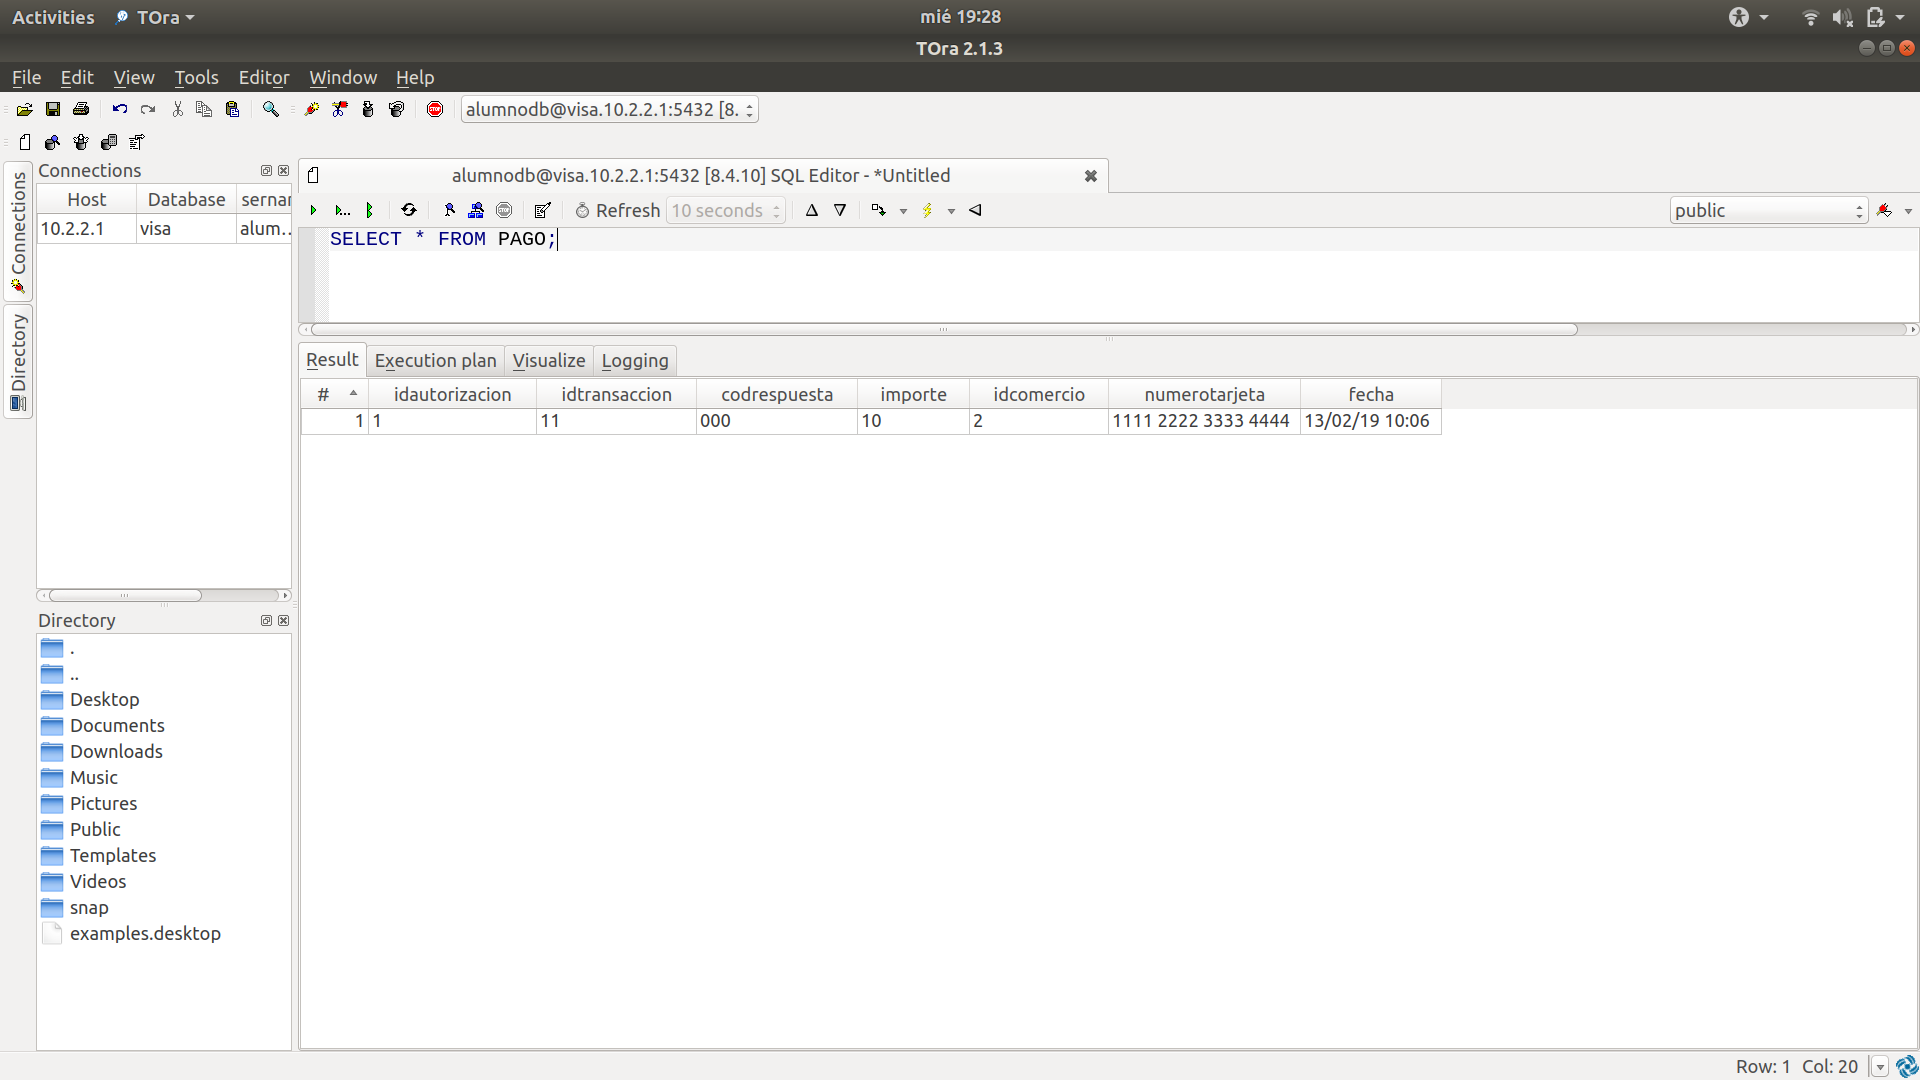 Activities TOra mié 19:28
TOra 2.1.3
File Edit View Tools Editor Window Help
alumnodb@visa.10.2.2.1:5432 [8.
Connections
Directory
Connections
Host Database sernar
10.2.2.1 visa alum..
alumnodb@visa.10.2.2.1:5432 [8.4.10] SQL Editor - *Untitled
Refresh 10 seconds public
SELECT * FROM PAGO;
Result Execution plan Visualize Logging
# idautorizacion idtransaccion codrespuesta importe idcomercio numerotarjeta fecha
1 1 11 000 10 2 1111 2222 3333 4444 13/02/19 10:06
Directory
.
..
Desktop
Documents
Downloads
Music
Pictures
Public
Templates
Videos
snap
examples.desktop
Row: 1 Col: 20